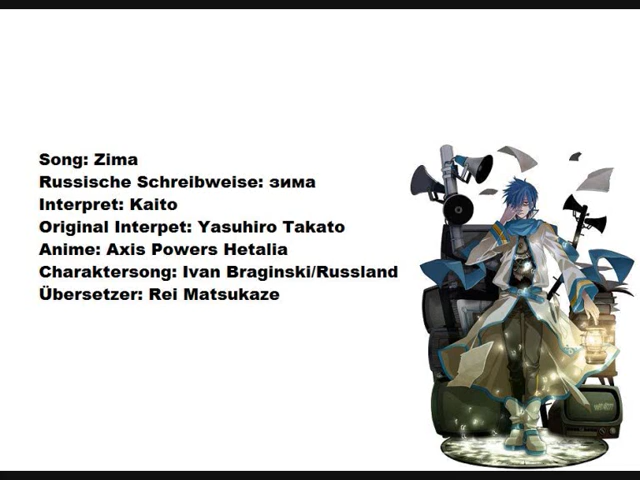 Song: Zima
Russische Schreibweise: зима
Interpret: Kaito
Original Interpet: Yasuhiro Takato
Anime: Axis Powers Hetalia
Charaktersong: Ivan Braginski/Russland
Übersetzer: Rei Matsukaze